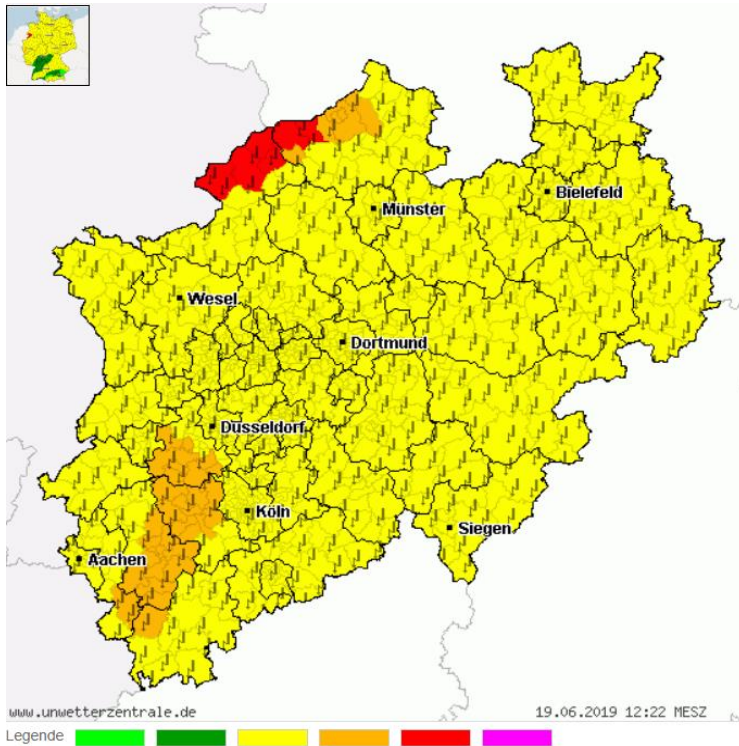 Münster
Bielefeld
Wesel
Dortmund
Düsseldorf
Köln
Siegen
Aachen
www.unwetterzentrale.de 19.06.2019 12:22 MESZ
Legende